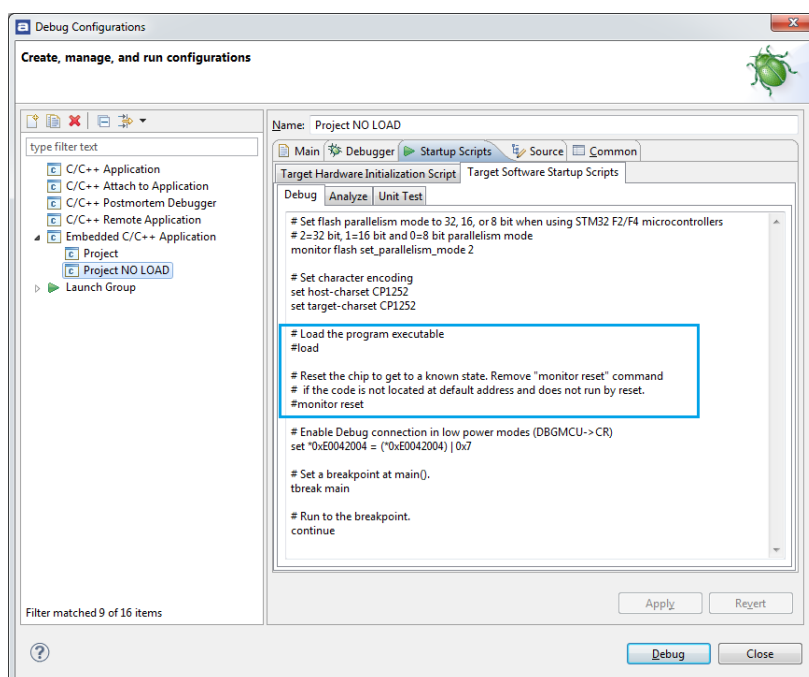 Debug Configurations
Create, manage, and run configurations
type filter text
C/C++ Application
C/C++ Attach to Application
C/C++ Postmortem Debugger
C/C++ Remote Application
Embedded C/C++ Application
Project
Project NO LOAD
Launch Group
Filter matched 9 of 16 items
Name: Project NO LOAD
Main Debugger Startup Scripts Source Common
Target Hardware Initialization Script Target Software Startup Scripts
Debug Analyze Unit Test
# Set flash parallelism mode to 32, 16, or 8 bit when using STM32 F2/F4 microcontrollers
# 2=32 bit, 1=16 bit and 0=8 bit parallelism mode
monitor flash set_parallelism_mode 2
# Set character encoding
set host-charset CP1252
set target-charset CP1252
# Load the program executable
#load
# Reset the chip to get to a known state. Remove "monitor reset" command
# if the code is not located at default address and does not run by reset.
#monitor reset
# Enable Debug connection in low power modes (DBGMCU->CR)
set *0xE0042004 = (*0xE0042004) | 0x7
# Set a breakpoint at main().
tbreak main
# Run to the breakpoint.
continue
Apply Revert
Debug Close